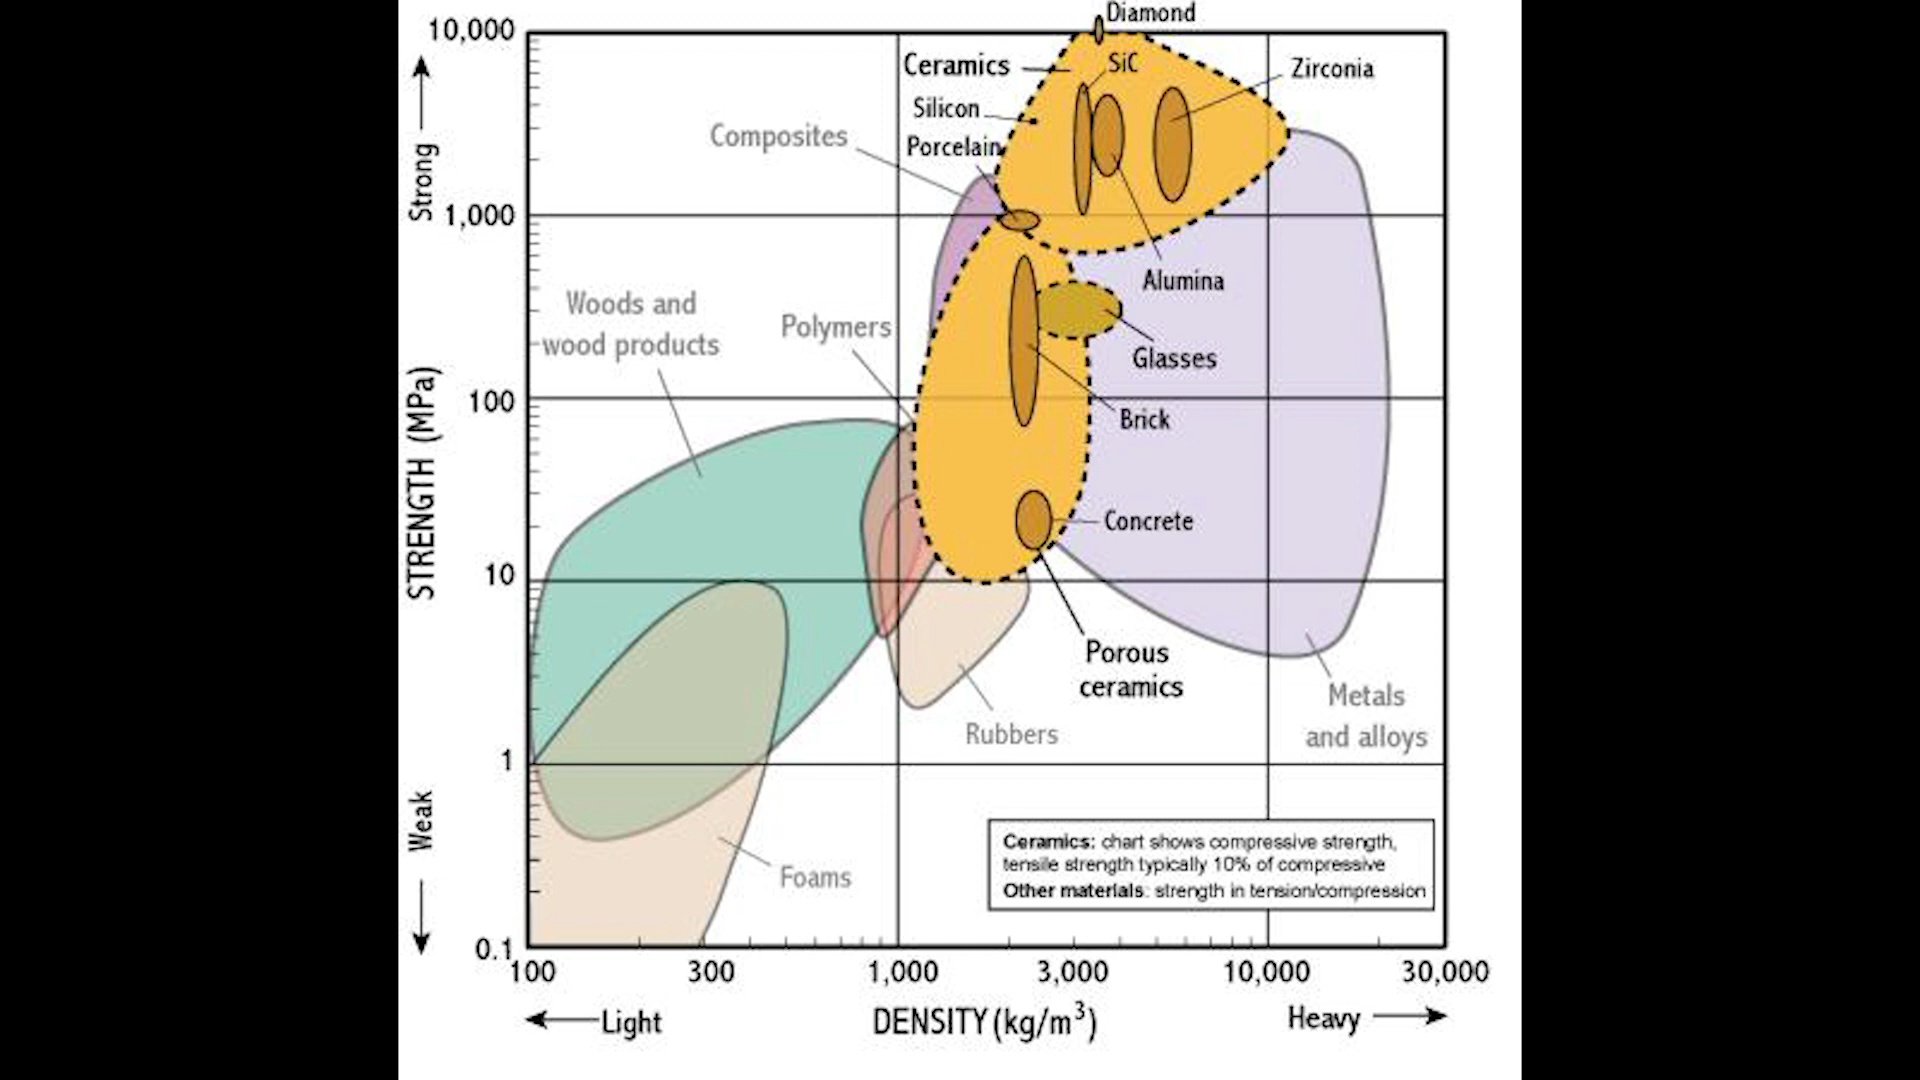 Diamond
10,000
Ceramics
SiC
Zirconia
Silicon
Composites
Porcelain
Strong
1,000
Alumina
Woods and
wood products
Polymers
Glasses
100
Brick
STRENGTH (MPa)
Concrete
10
Porous
ceramics
Metals
and alloys
Rubbers
1
Weak
Foams
Ceramics: chart shows compressive strength,
tensile strength typically 10% of compressive
Other materials: strength in tension/compression
0.1
100 300 1,000 3,000 10,000 30,000
Light DENSITY (kg/m³) Heavy